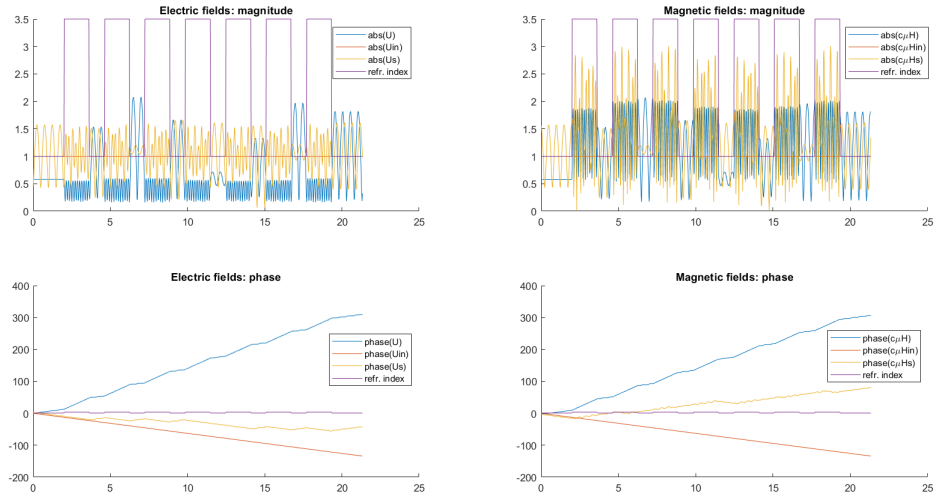 Electric fields: magnitude
3.5
3
2.5
2
1.5
1
0.5
0
0 5 10 15 20 25
abs(U)
abs(Uin)
abs(Us)
refr. index
Magnetic fields: magnitude
3.5
3
2.5
2
1.5
1
0.5
0
0 5 10 15 20 25
abs(cμH)
abs(cμHin)
abs(cμHs)
refr. index
Electric fields: phase
400
300
200
100
0
-100
-200
0 5 10 15 20 25
phase(U)
phase(Uin)
phase(Us)
refr. index
Magnetic fields: phase
400
300
200
100
0
-100
-200
0 5 10 15 20 25
phase(cμH)
phase(cμHin)
phase(cμHs)
refr. index